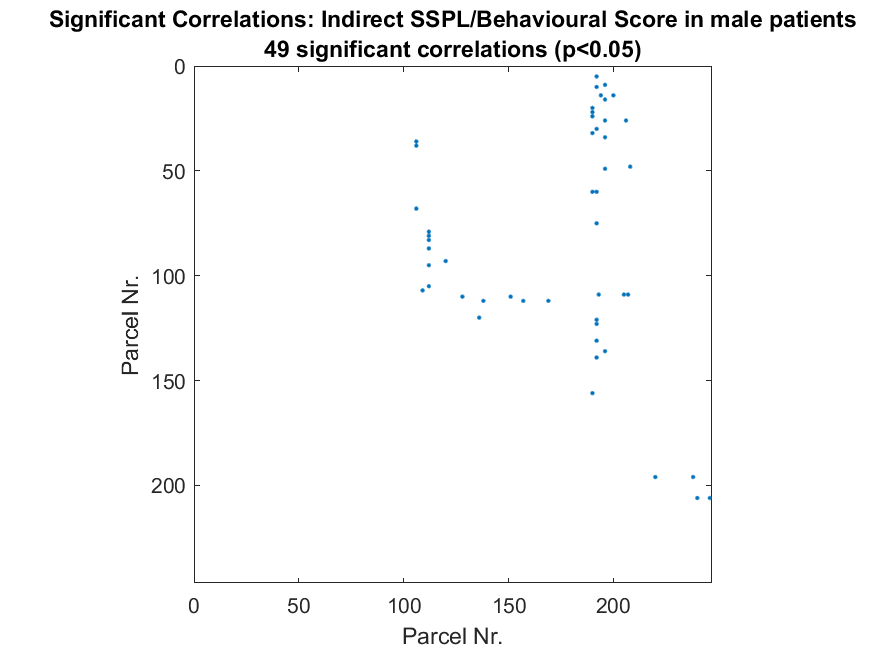 Significant Correlations: Indirect SSPL/Behavioural Score in male patients
49 significant correlations (p<0.05)
0
50
100
150
200
Parcel Nr.
0 50 100 150 200
Parcel Nr.